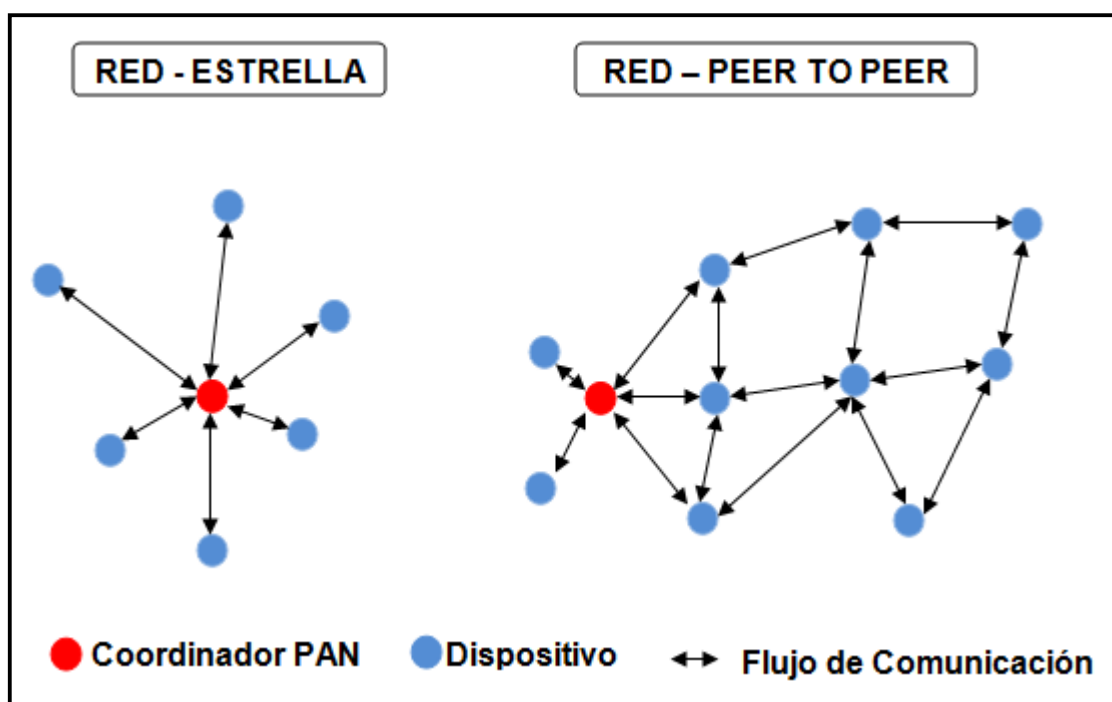 RED - ESTRELLA
RED – PEER TO PEER
Coordinador PAN
Dispositivo
Flujo de Comunicación